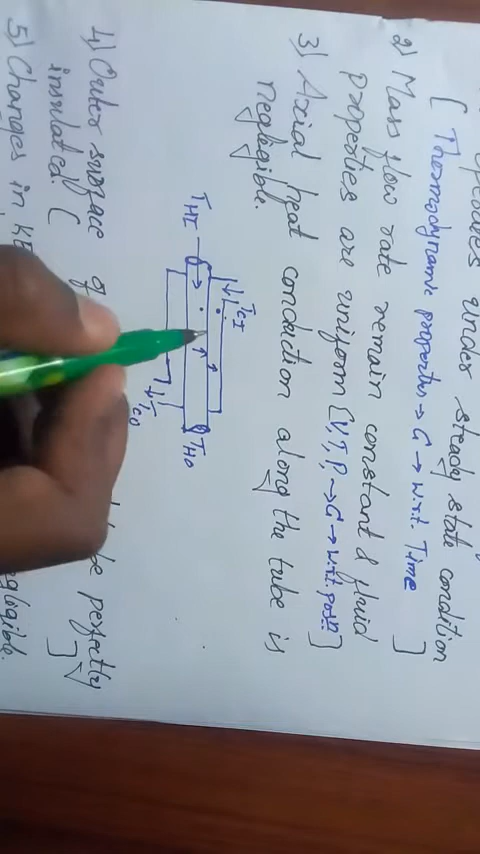 under steady state condition
[ Thermodynamic properties → C → w.r.t. Time ]
2) Mass flow rate remain constant & fluid
properties are uniform [V, T, P, → C → w.r.t. posn]
3) Axial heat conduction along the tube is
negligible.
THI
TCI
TCO
THO
4) Outer surface
be perfectly
insulated. [
]
5) Changes in KE
negligible.